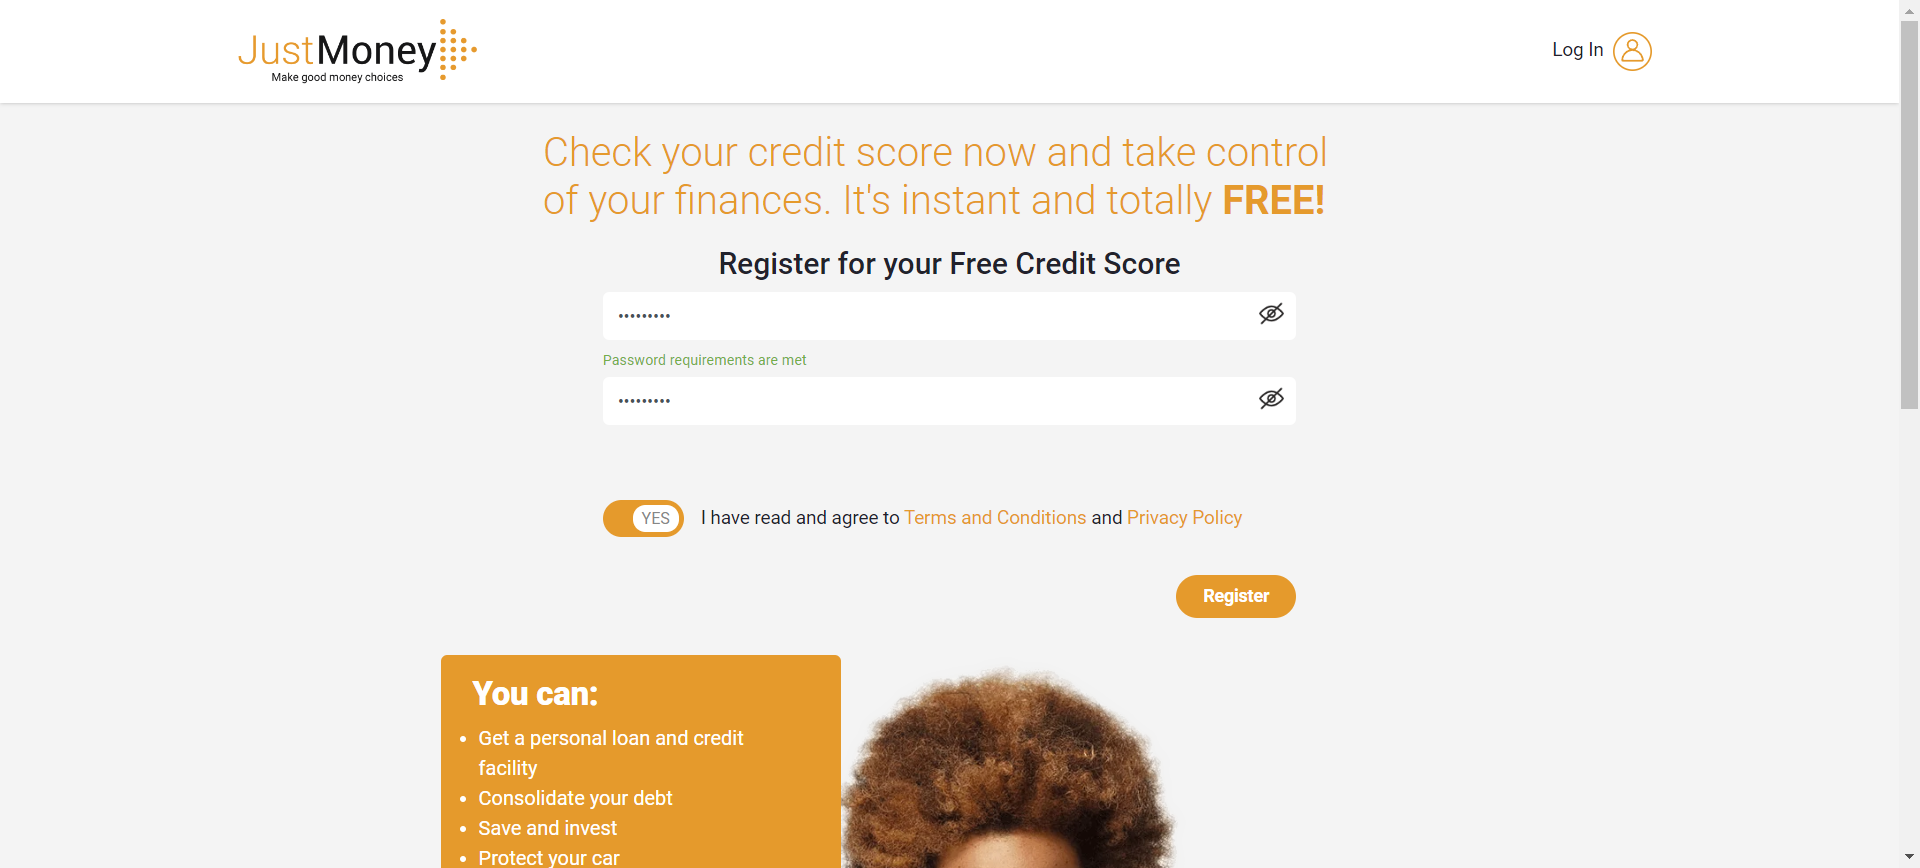 JustMoney
Make good money choices
Log In
Check your credit score now and take control
of your finances. It's instant and totally FREE!
Register for your Free Credit Score
•••••••••
Password requirements are met
•••••••••
YES I have read and agree to Terms and Conditions and Privacy Policy
Register
You can:
• Get a personal loan and credit
facility
• Consolidate your debt
• Save and invest
• Protect your car